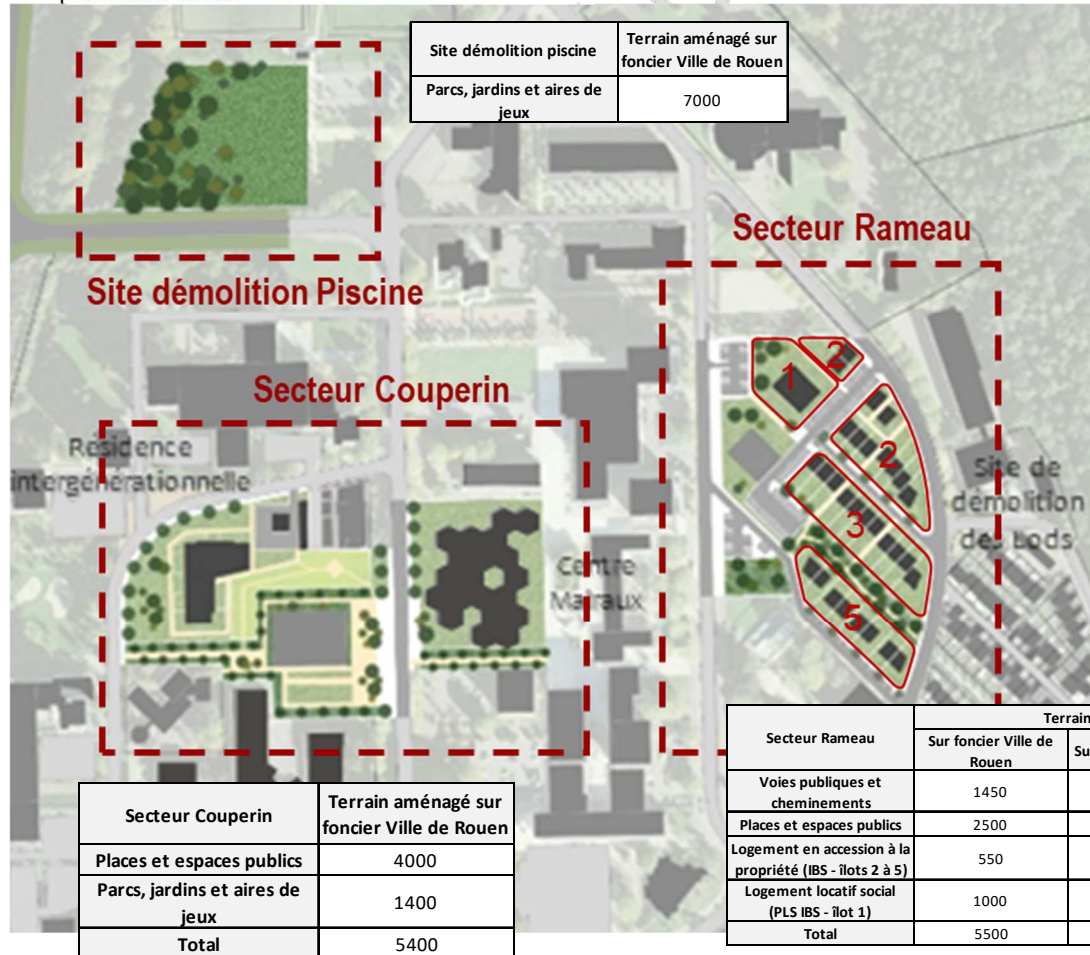 Site démolition piscine
Terrain aménagé sur
foncier Ville de Rouen
Parcs, jardins et aires de
jeux
7000
Secteur Rameau
Site démolition Piscine
Secteur Couperin
Résidence
intergénérationnelle
Centre
Malraux
Site de
démolition
des Lods
1
2
2
3
5
Secteur Couperin
Terrain aménagé sur
foncier Ville de Rouen
Places et espaces publics
4000
Parcs, jardins et aires de
jeux
1400
Total
5400
Secteur Rameau
Terrain
Sur foncier Ville de
Rouen
Su
Voies publiques et
cheminements
1450
Places et espaces publics
2500
Logement en accession à la
propriété (IBS - îlots 2 à 5)
550
Logement locatif social
(PLS IBS - îlot 1)
1000
Total
5500